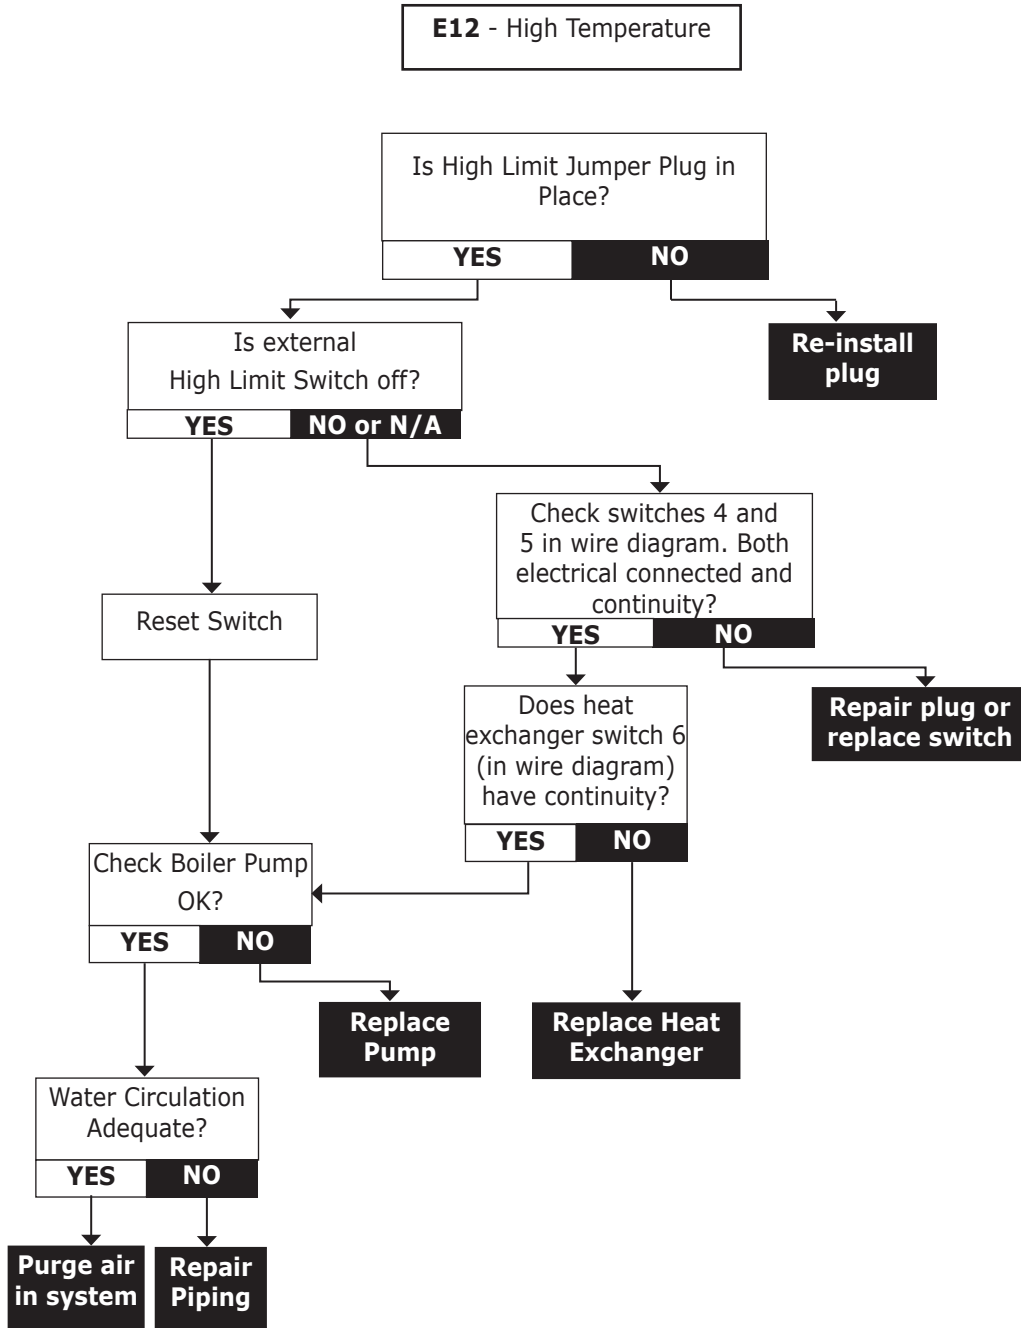 E12 - High Temperature
Is High Limit Jumper Plug in
Place?
YES
NO
Is external
High Limit Switch off?
YES
NO or N/A
Re-install
plug
Check switches 4 and
5 in wire diagram. Both
electrical connected and
continuity?
YES
NO
Reset Switch
Does heat
exchanger switch 6
(in wire diagram)
have continuity?
YES
NO
Repair plug or
replace switch
Check Boiler Pump
OK?
YES
NO
Replace
Pump
Replace Heat
Exchanger
Water Circulation
Adequate?
YES
NO
Purge air
in system
Repair
Piping